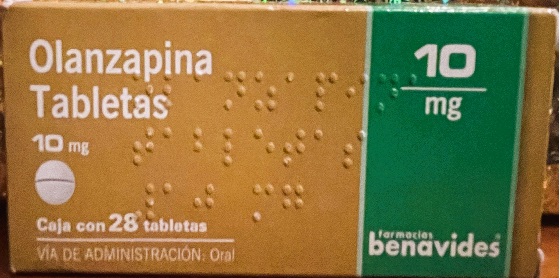 Olanzapina
Tabletas
10 mg
Caja con 28 tabletas
VÍA DE ADMINISTRACIÓN: Oral
10
mg
farmacias
benavides